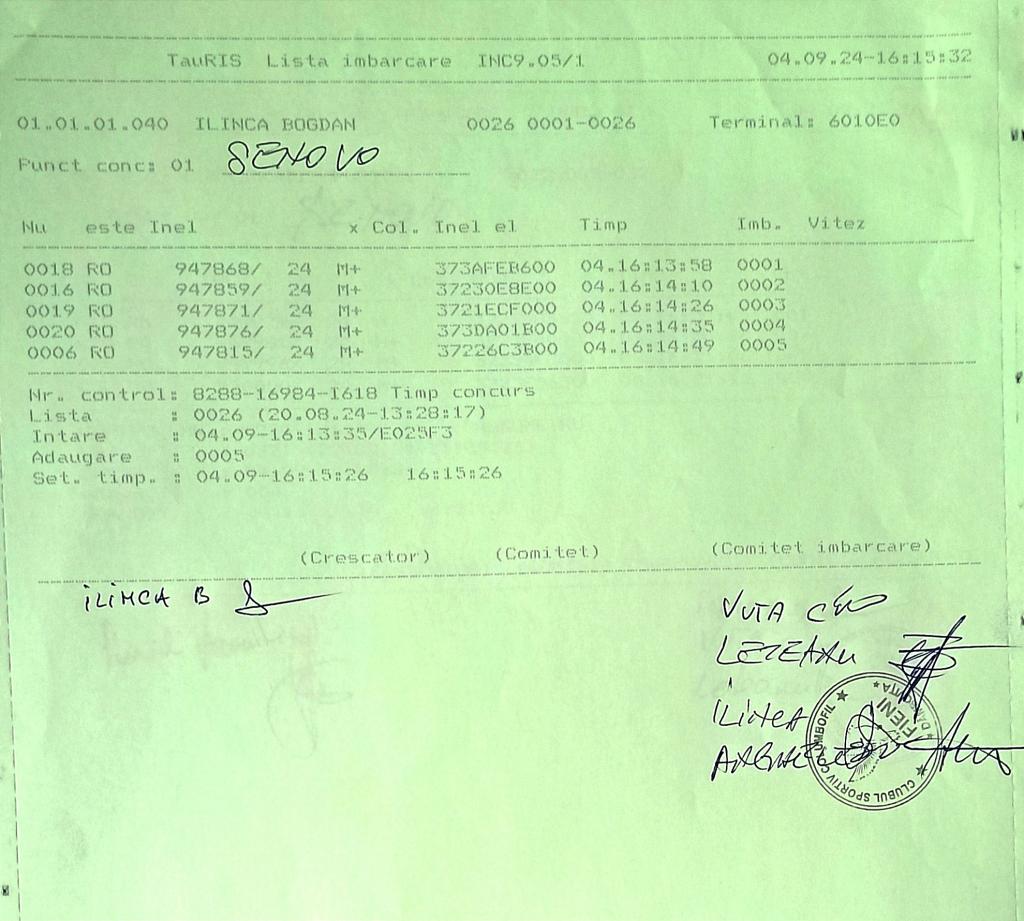 TauRIS Lista imbarcare INC9.05/1 04.09.24-16:15:32
01.01.01.040 ILINCA BOGDAN 0026 0001-0026 Terminal: 6010E0
Punct conc: 01 SENOVO
Nu este Inel x Col. Inel el Timp Imb. Vitez
0018 RO 947868/ 24 M+ 373AFEB600 04.16:13:58 0001
0016 RO 947859/ 24 M+ 37230E8E00 04.16:14:10 0002
0019 RO 947871/ 24 M+ 3721ECF000 04.16:14:26 0003
0020 RO 947876/ 24 M+ 373DA01B00 04.16:14:35 0004
0006 RO 947815/ 24 M+ 37226C3B00 04.16:14:49 0005
Nr. control: 8288-16984-I618 Timp concurs
Lista : 0026 (20.08.24-13:28:17)
Intare : 04.09-16:13:35/E025F3
Adaugare : 0005
Set. timp. : 04.09-16:15:26 16:15:26
(Crescator) (Comitet) (Comitet imbarcare)
ILINCA B
VUTA
ILINCA
CLUBUL SPORTIV COLUMBOFIL
FIENI
DAMBOVITA